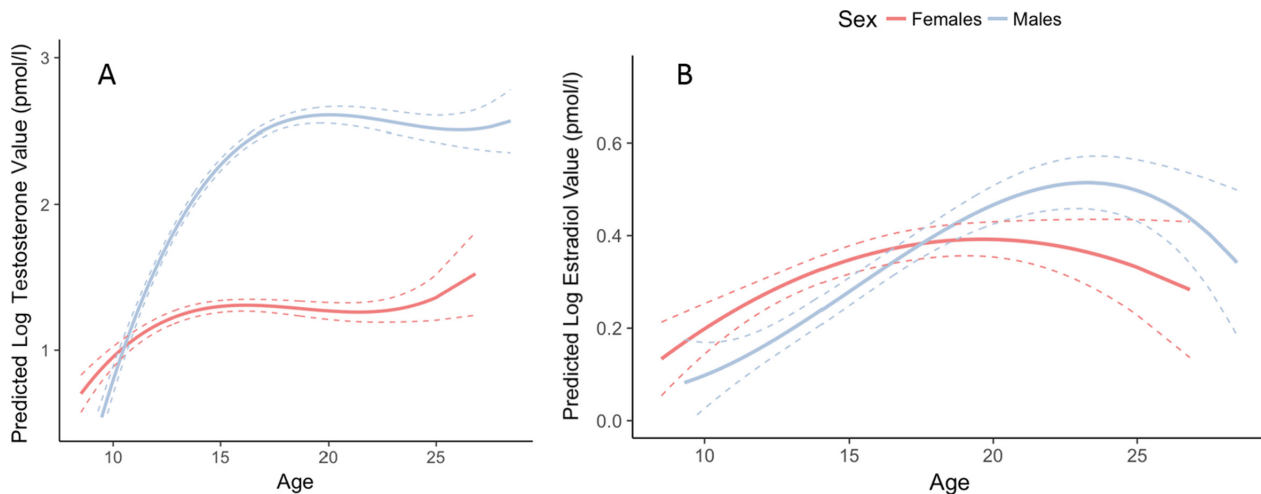 Sex Females Males
A
Predicted Log Testosterone Value (pmol/l)
3
2
1
10 15 20 25
Age
B
Predicted Log Estradiol Value (pmol/l)
0.6
0.4
0.2
0.0
10 15 20 25
Age